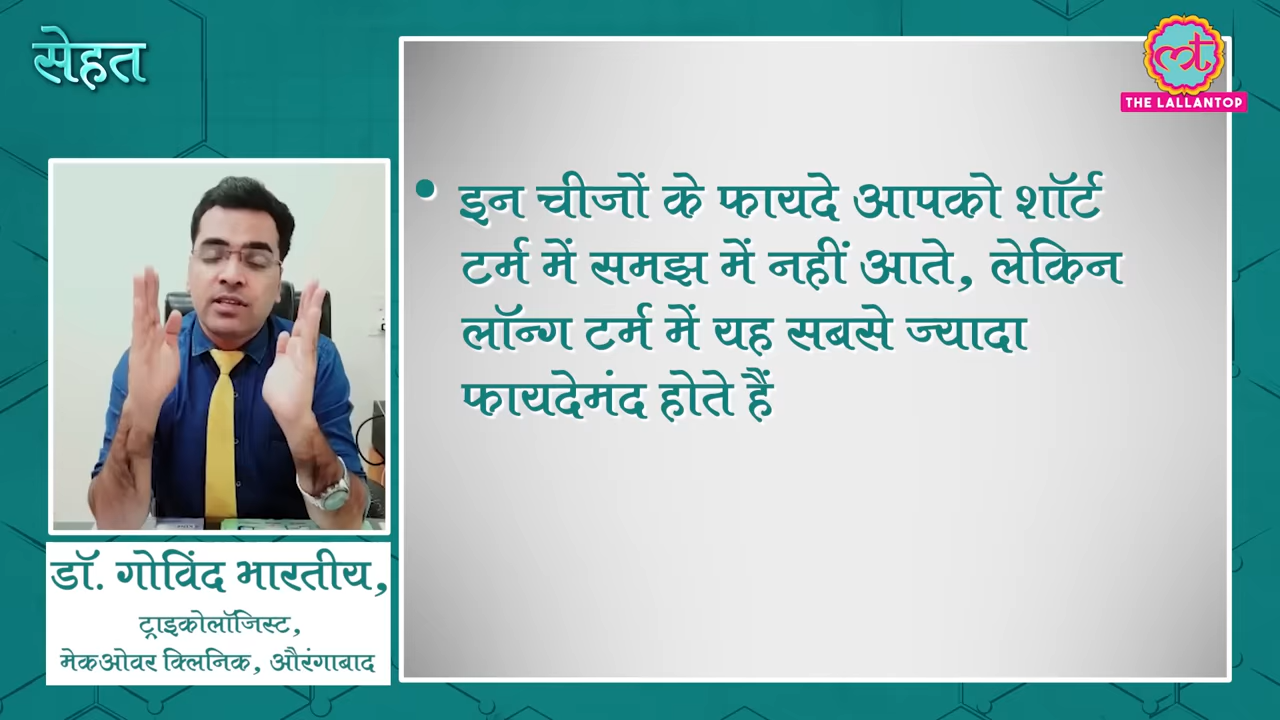 सेहत
THE LALLANTOP
• इन चीजों के फायदे आपको शॉर्ट
टर्म में समझ में नहीं आते, लेकिन
लॉन्ग टर्म में यह सबसे ज्यादा
फायदेमंद होते हैं
डॉ. गोविंद भारतीय,
ट्राइकोलॉजिस्ट,
मेकओवर क्लिनिक, औरंगाबाद